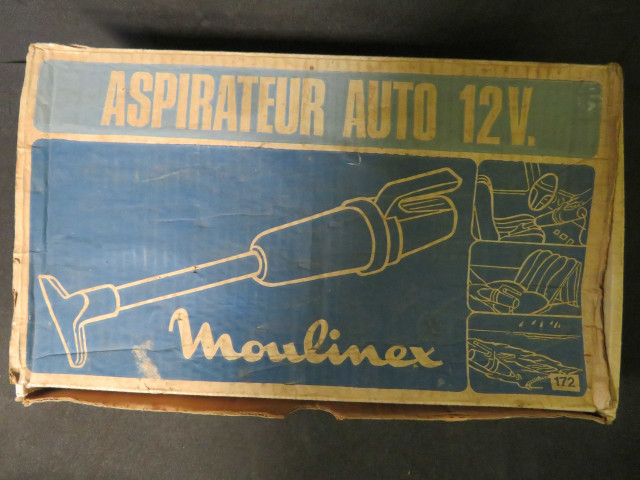 ASPIRATEUR AUTO 12V.
Moulinex
172